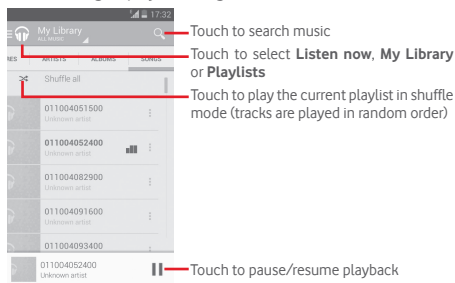 17:32
My Library
ALL MUSIC
RES ARTISTS ALBUMS SONGS
Shuffle all
011004051500
Unknown artist
011004052400
Unknown artist
011004082900
Unknown artist
011004091600
Unknown artist
011004093400
011004052400
Unknown artist
Touch to search music
Touch to select Listen now, My Library
or Playlists
Touch to play the current playlist in shuffle
mode (tracks are played in random order)
Touch to pause/resume playback